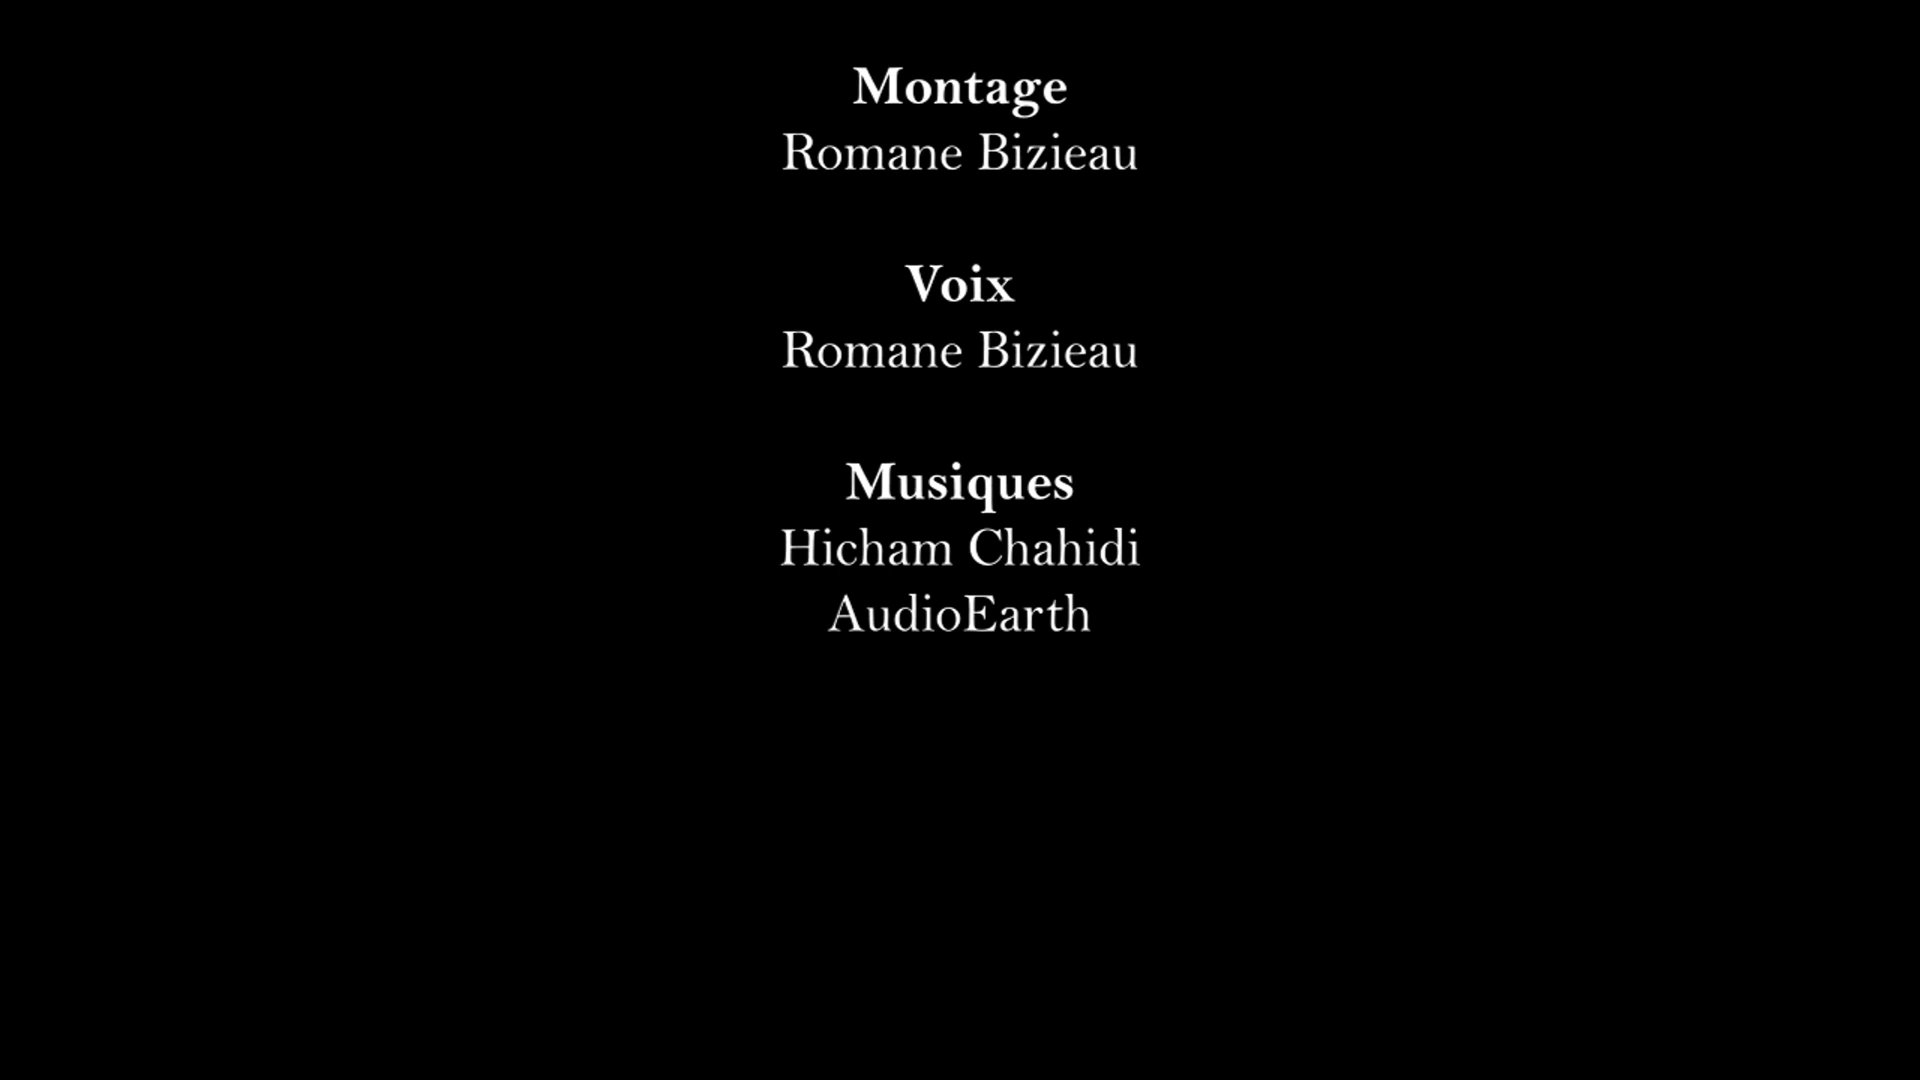 Montage
Romane Bizieau
Voix
Romane Bizieau
Musiques
Hicham Chahidi
AudioEarth